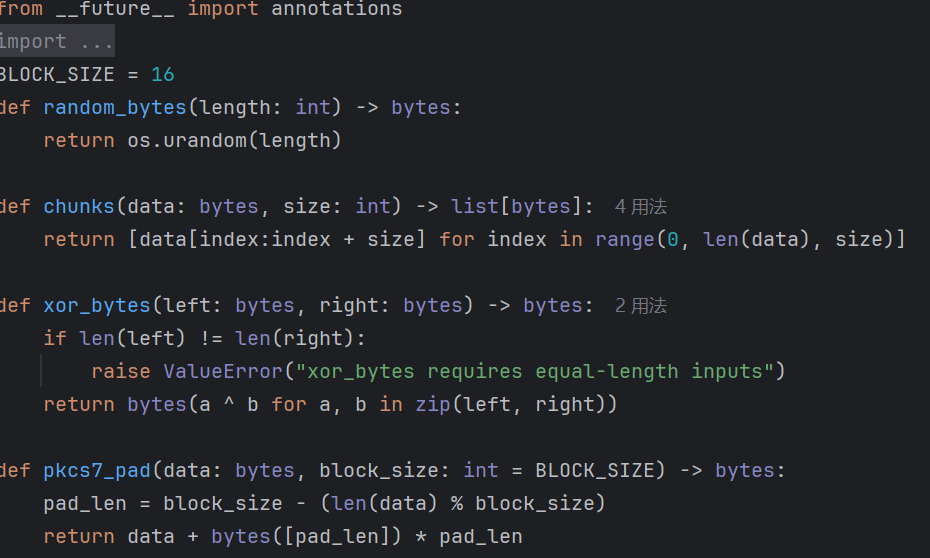 from __future__ import annotations
import ...
BLOCK_SIZE = 16
def random_bytes(length: int) -> bytes:
    return os.urandom(length)
def chunks(data: bytes, size: int) -> list[bytes]: 4 用法
    return [data[index:index + size] for index in range(0, len(data), size)]
def xor_bytes(left: bytes, right: bytes) -> bytes: 2 用法
    if len(left) != len(right):
        raise ValueError("xor_bytes requires equal-length inputs")
    return bytes(a ^ b for a, b in zip(left, right))
def pkcs7_pad(data: bytes, block_size: int = BLOCK_SIZE) -> bytes:
    pad_len = block_size - (len(data) % block_size)
    return data + bytes([pad_len]) * pad_len